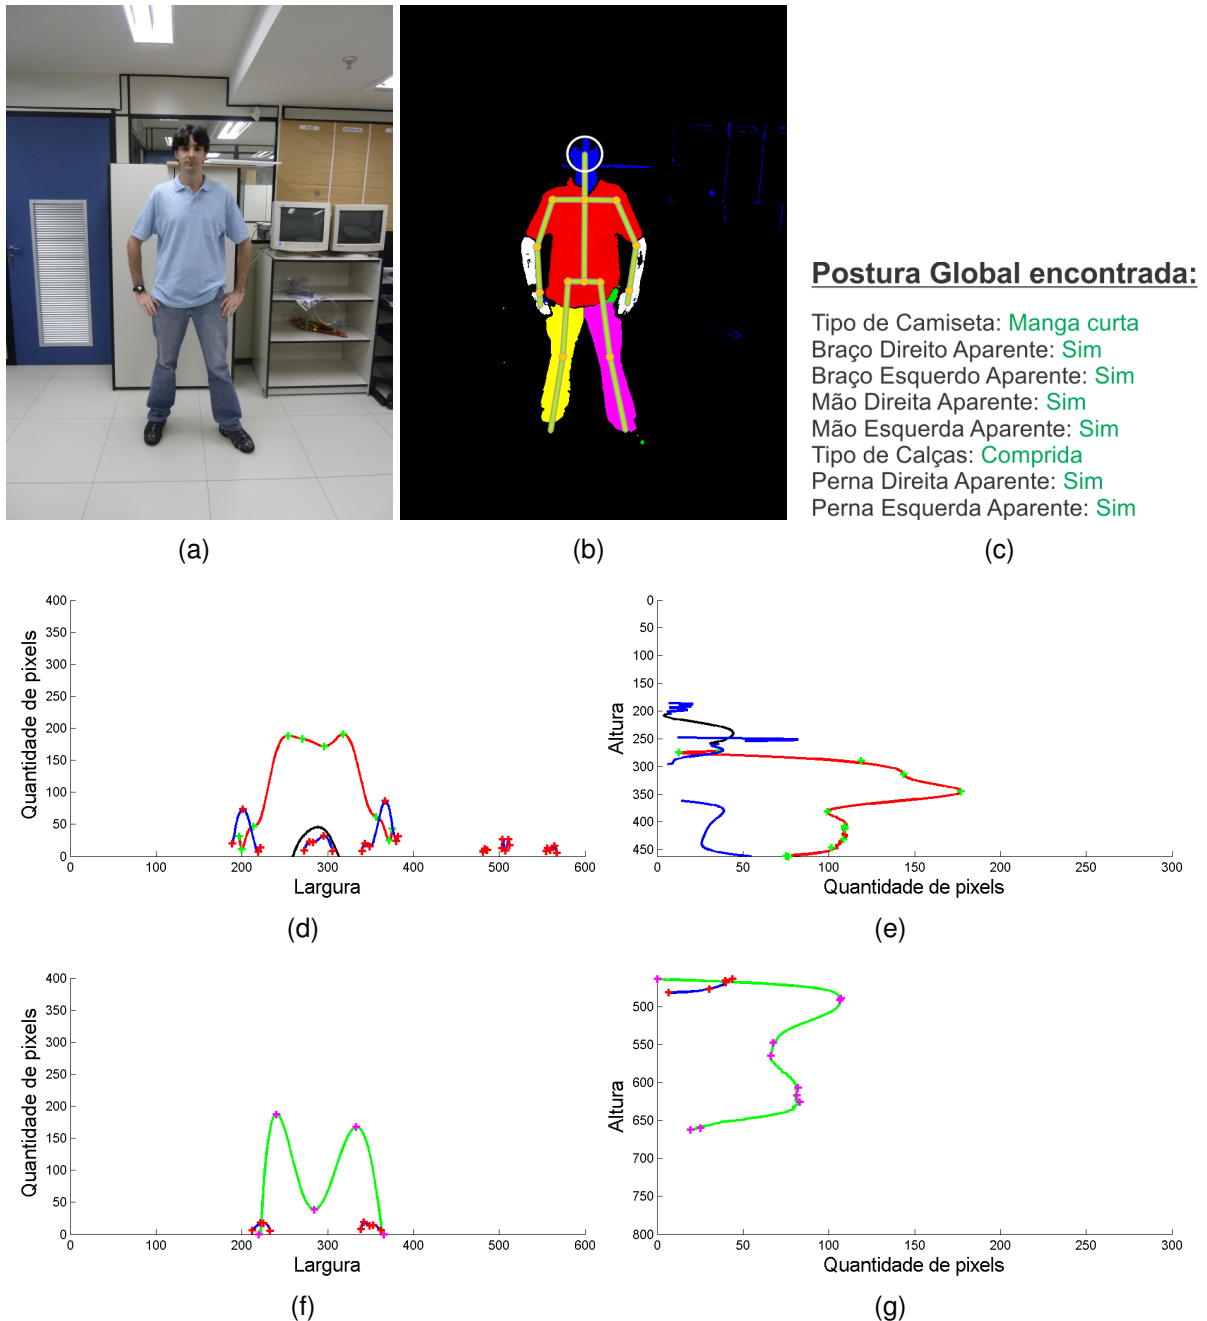 Postura Global encontrada:
Tipo de Camiseta: Manga curta
Braço Direito Aparente: Sim
Braço Esquerdo Aparente: Sim
Mão Direita Aparente: Sim
Mão Esquerda Aparente: Sim
Tipo de Calças: Comprida
Perna Direita Aparente: Sim
Perna Esquerda Aparente: Sim
(a)
(b)
(c)
Quantidade de pixels
400
350
300
250
200
150
100
50
0
0 100 200 300 400 500 600
Largura
(d)
Altura
0
50
100
150
200
250
300
350
400
450
0 50 100 150 200 250 300
Quantidade de pixels
(e)
Quantidade de pixels
400
350
300
250
200
150
100
50
0
0 100 200 300 400 500 600
Largura
(f)
Altura
500
550
600
650
700
750
800
0 50 100 150 200 250 300
Quantidade de pixels
(g)